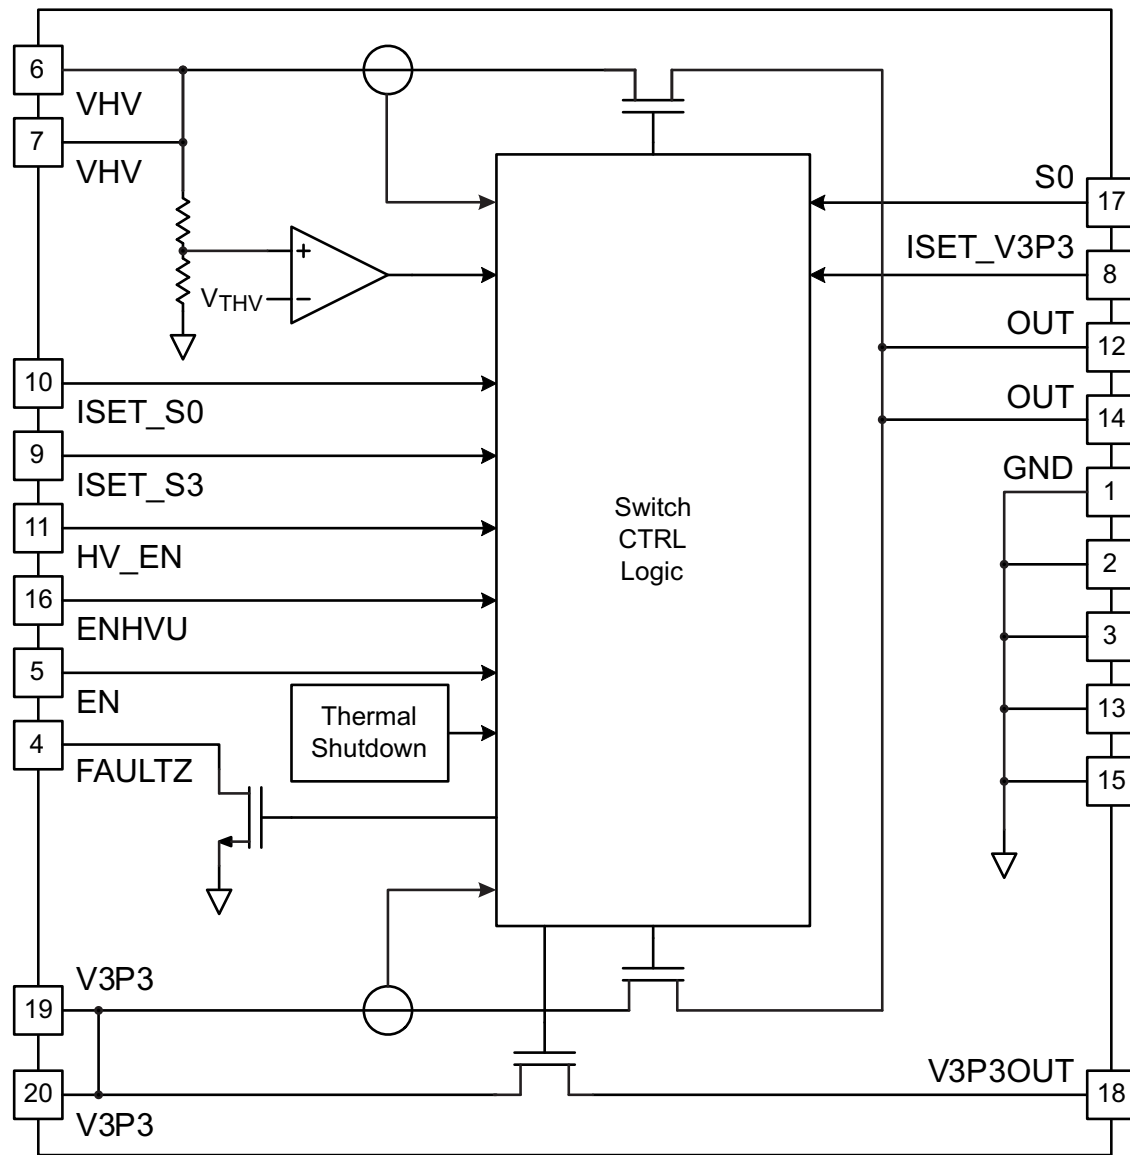 6
VHV
7
VHV
+
VTHV
−
10
ISET_S0
9
ISET_S3
11
HV_EN
16
ENHVU
5
EN
4
FAULTZ
Thermal
Shutdown
Switch
CTRL
Logic
V3P3
19
20
V3P3
S0
17
ISET_V3P3
8
OUT
12
OUT
14
GND
1
2
3
13
15
V3P3OUT
18